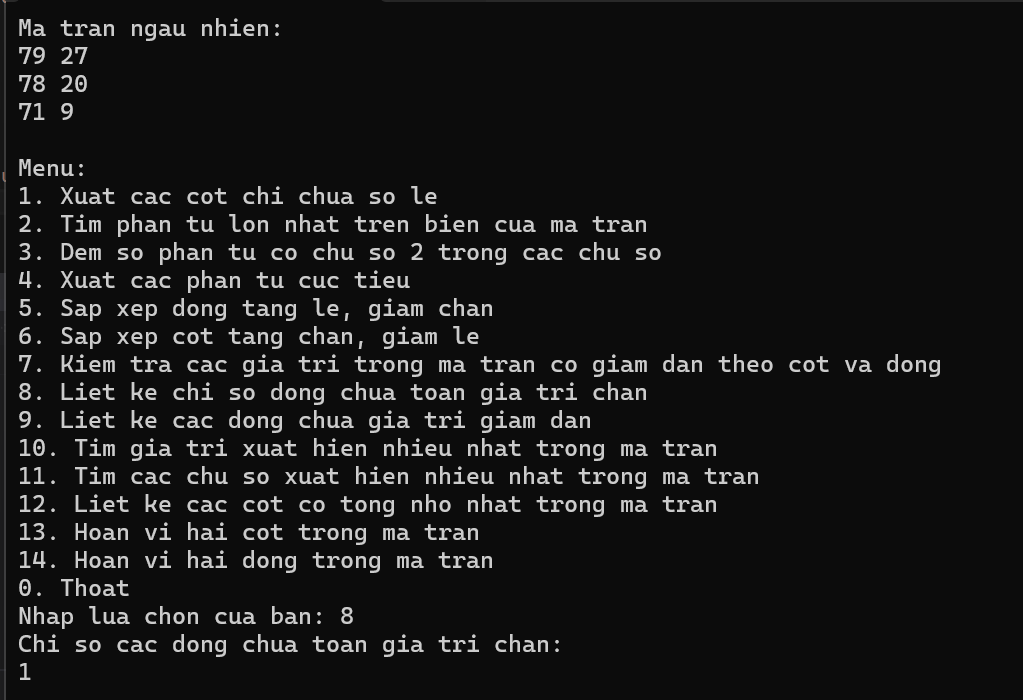 Ma tran ngau nhien:
79 27
78 20
71 9
Menu:
1. Xuat cac cot chi chua so le
2. Tim phan tu lon nhat tren bien cua ma tran
3. Dem so phan tu co chu so 2 trong cac chu so
4. Xuat cac phan tu cuc tieu
5. Sap xep dong tang le, giam chan
6. Sap xep cot tang chan, giam le
7. Kiem tra cac gia tri trong ma tran co giam dan theo cot va dong
8. Liet ke chi so dong chua toan gia tri chan
9. Liet ke cac dong chua gia tri giam dan
10. Tim gia tri xuat hien nhieu nhat trong ma tran
11. Tim cac chu so xuat hien nhieu nhat trong ma tran
12. Liet ke cac cot co tong nho nhat trong ma tran
13. Hoan vi hai cot trong ma tran
14. Hoan vi hai dong trong ma tran
0. Thoat
Nhap lua chon cua ban: 8
Chi so cac dong chua toan gia tri chan:
1